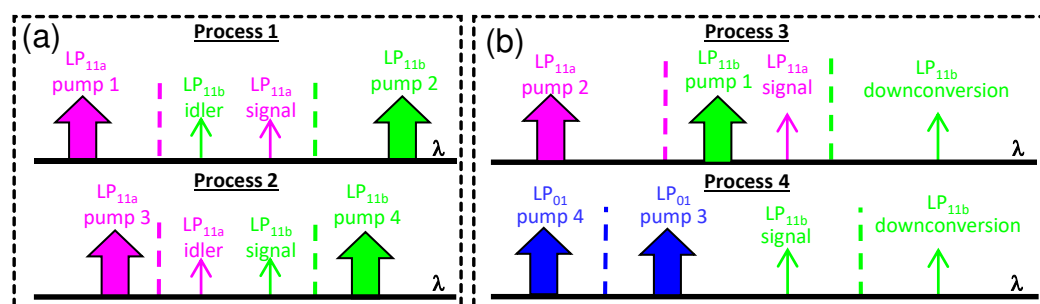 (a)
Process 1
LP11a
pump 1
LP11b
idler
LP11a
signal
LP11b
pump 2
λ
Process 2
LP11a
pump 3
LP11a
idler
LP11b
signal
LP11b
pump 4
λ
(b)
Process 3
LP11a
pump 2
LP11b
pump 1
LP11a
signal
LP11b
downconversion
λ
Process 4
LP01
pump 4
LP01
pump 3
LP11b
signal
LP11b
downconversion
λ